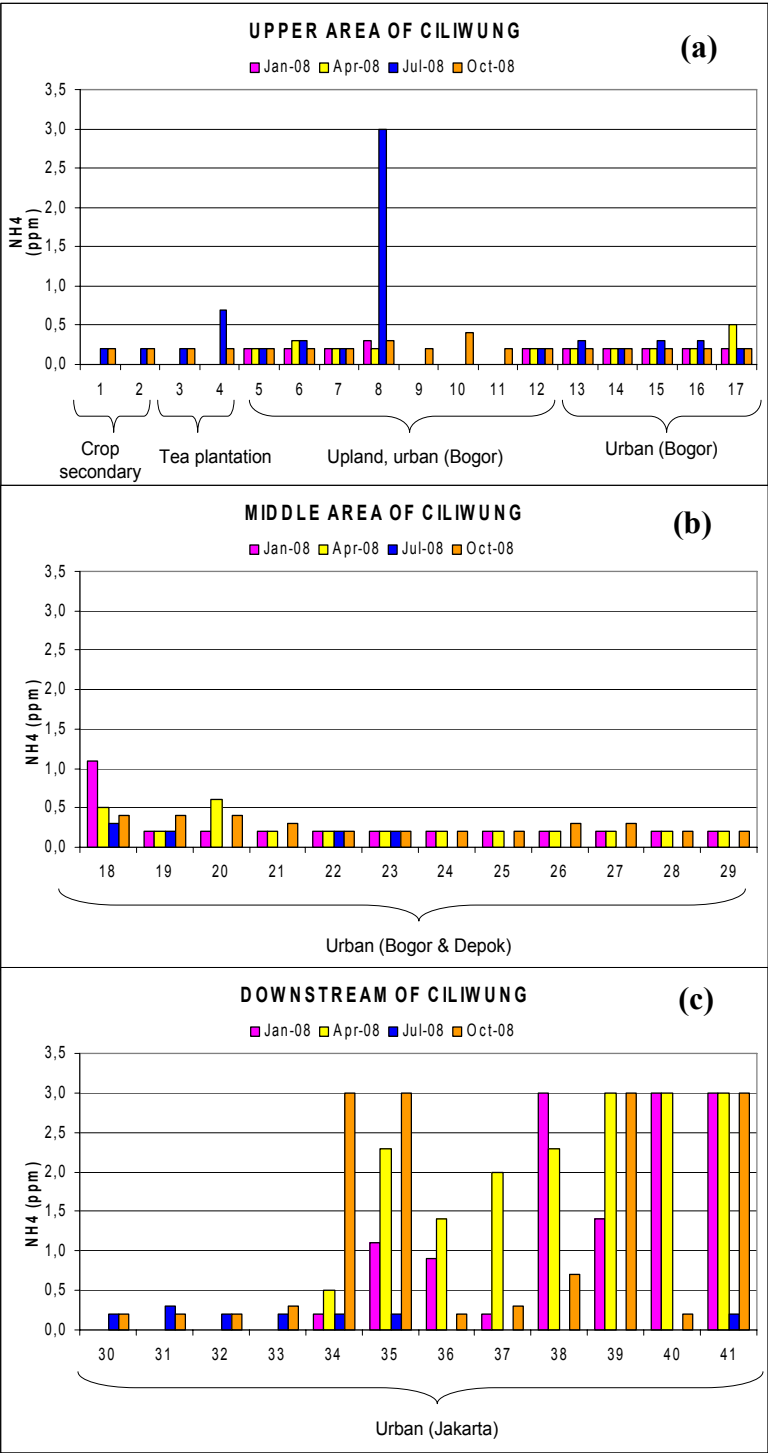 UPPER AREA OF CILIWUNG
(a)
Jan-08 Apr-08 Jul-08 Oct-08
NH4 (ppm)
3,5
3,0
2,5
2,0
1,5
1,0
0,5
0,0
1 2 3 4 5 6 7 8 9 10 11 12 13 14 15 16 17
Crop secondary
Tea plantation
Upland, urban (Bogor)
Urban (Bogor)
MIDDLE AREA OF CILIWUNG
(b)
Jan-08 Apr-08 Jul-08 Oct-08
NH4 (ppm)
3,5
3,0
2,5
2,0
1,5
1,0
0,5
0,0
18 19 20 21 22 23 24 25 26 27 28 29
Urban (Bogor & Depok)
DOWNSTREAM OF CILIWUNG
(c)
Jan-08 Apr-08 Jul-08 Oct-08
NH4 (ppm)
3,5
3,0
2,5
2,0
1,5
1,0
0,5
0,0
30 31 32 33 34 35 36 37 38 39 40 41
Urban (Jakarta)